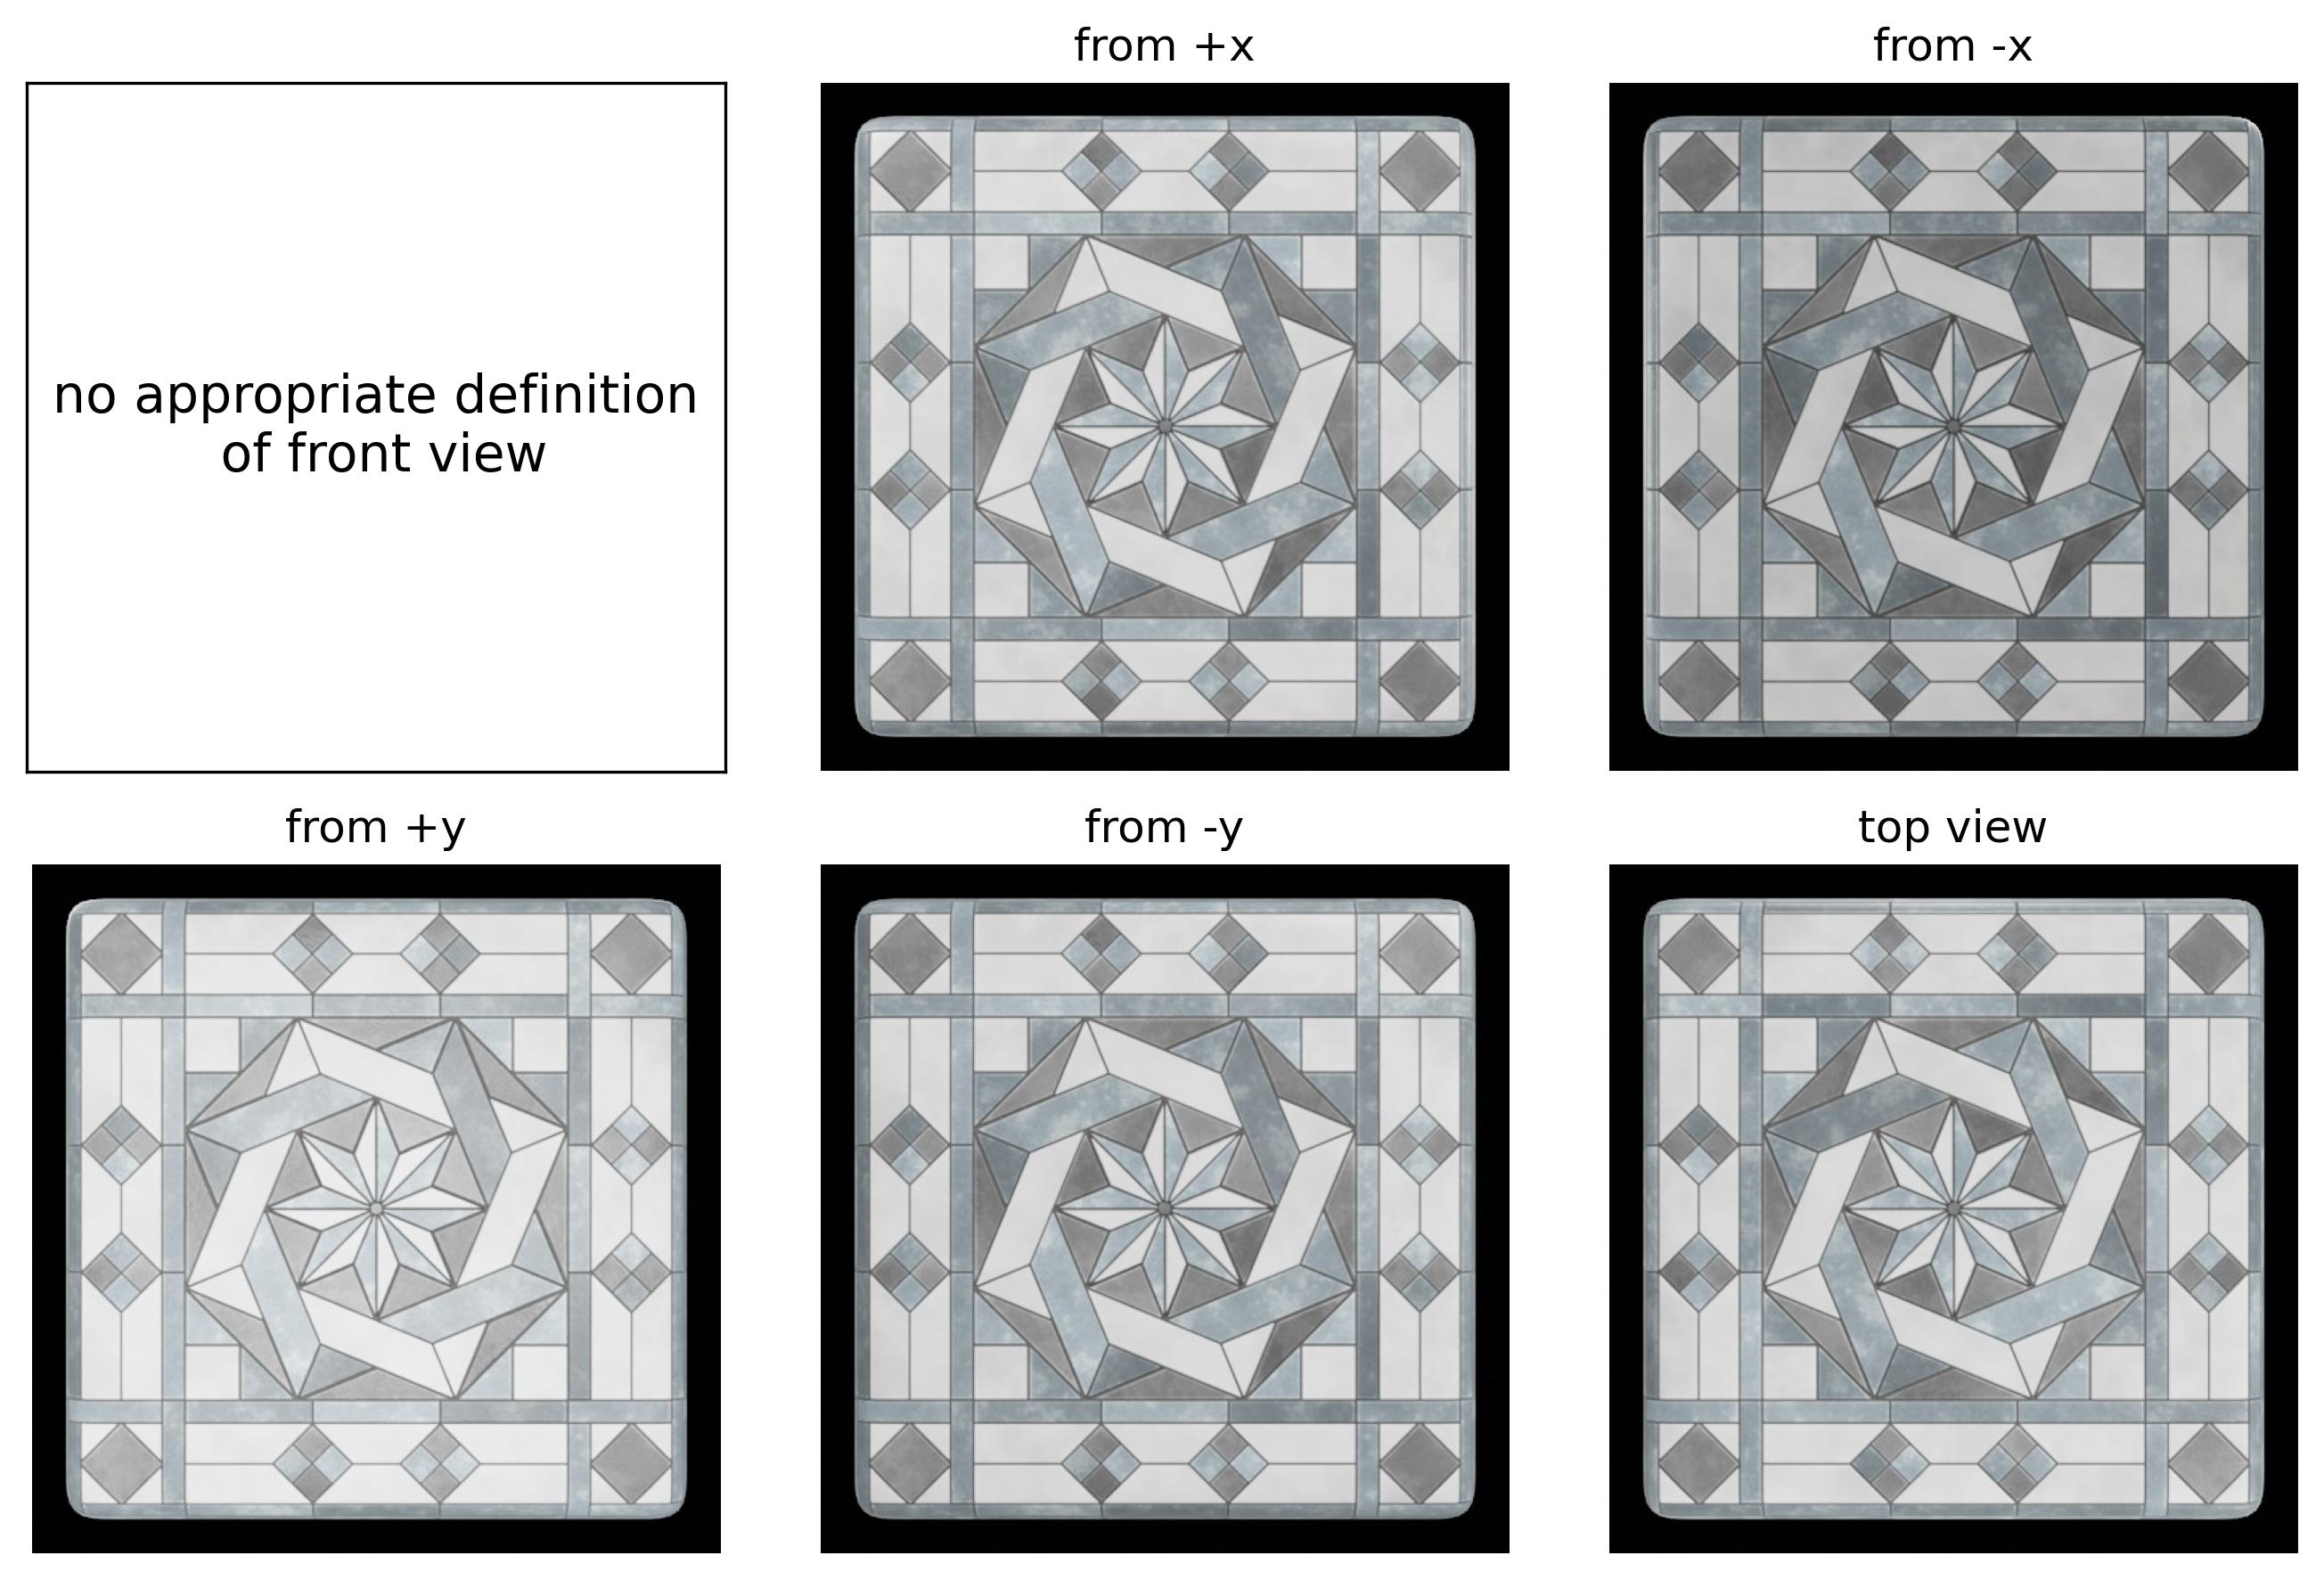 from +x
from -x
no appropriate definition
of front view
from +y
from -y
top view